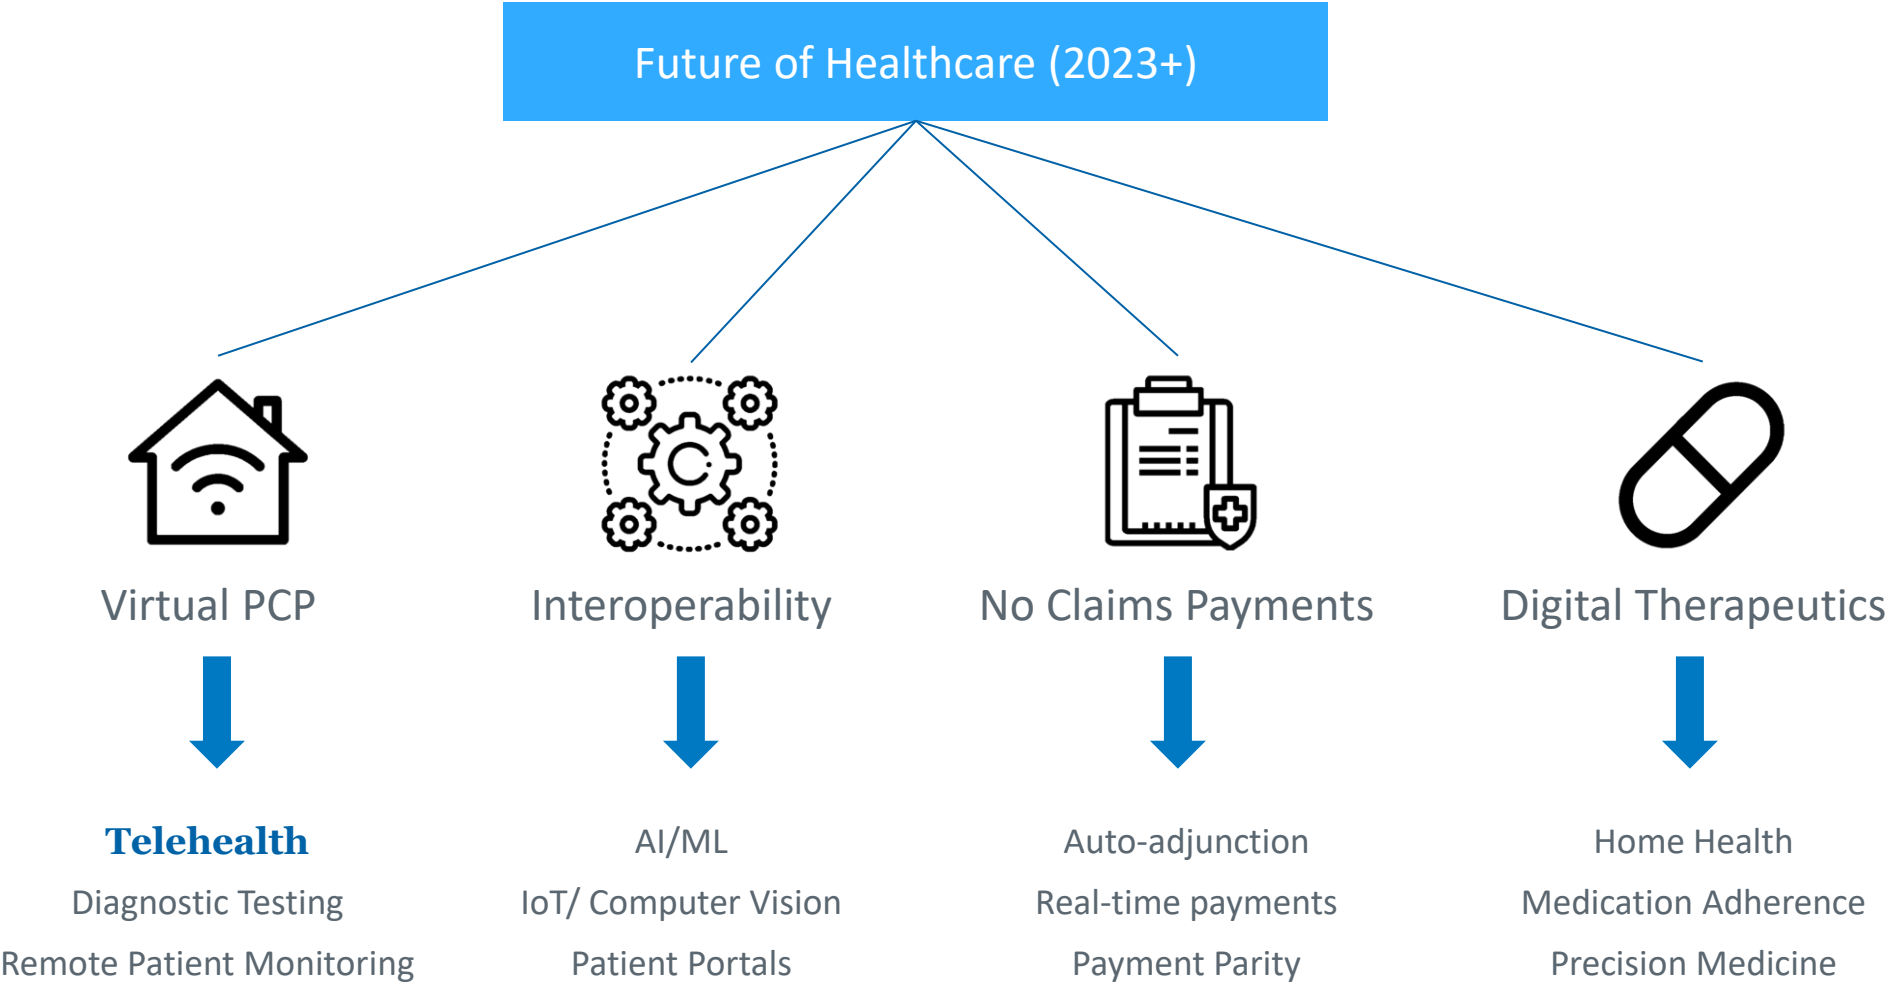 Future of Healthcare (2023+)
Virtual PCP
Interoperability
No Claims Payments
Digital Therapeutics
Telehealth
Diagnostic Testing
Remote Patient Monitoring
AI/ML
IoT/ Computer Vision
Patient Portals
Auto-adjunction
Real-time payments
Payment Parity
Home Health
Medication Adherence
Precision Medicine